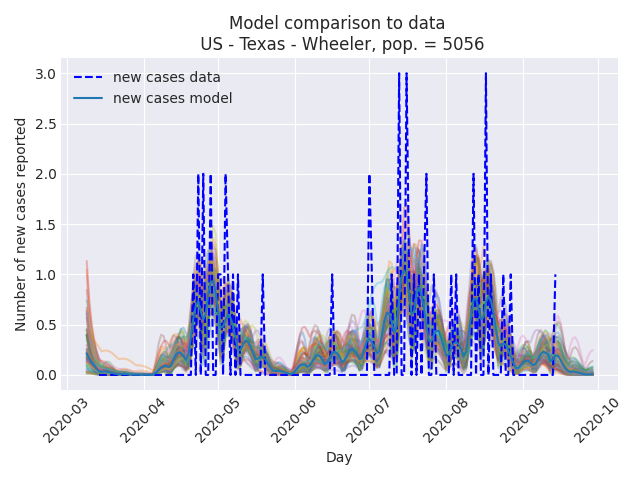 Model comparison to data
US - Texas - Wheeler, pop. = 5056
new cases data
new cases model
Number of new cases reported
3.0
2.5
2.0
1.5
1.0
0.5
0.0
2020-03
2020-04
2020-05
2020-06
2020-07
2020-08
2020-09
2020-10
Day